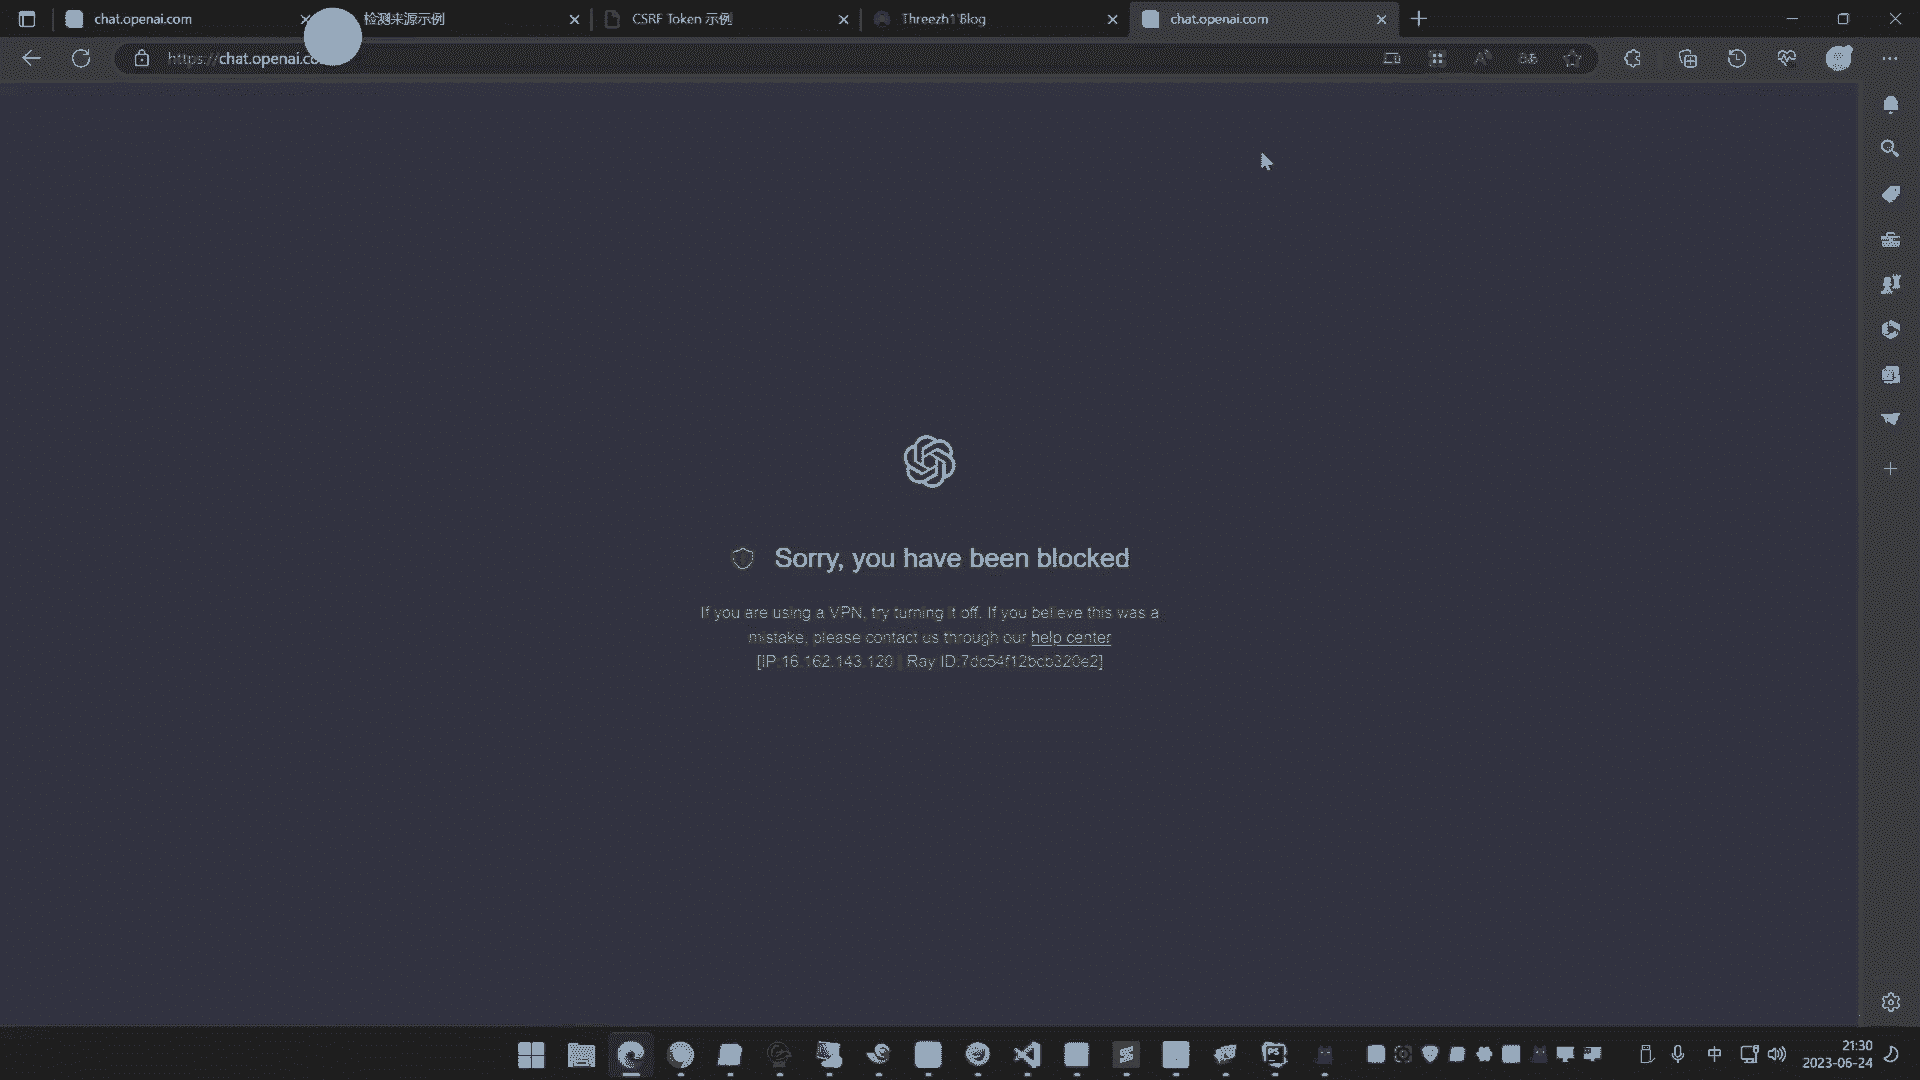 chat.openai.com
检测来源示例
CSRF Token 示例
Threezh1 Blog
chat.openai.com
https://chat.openai.co
Sorry, you have been blocked
If you are using a VPN, try turning it off. If you believe this was a
mistake, please contact us through our help center
[IP:16.162.143.120 | Ray ID:7dc54f12bcb320e2]
中
21:30
2023-06-24